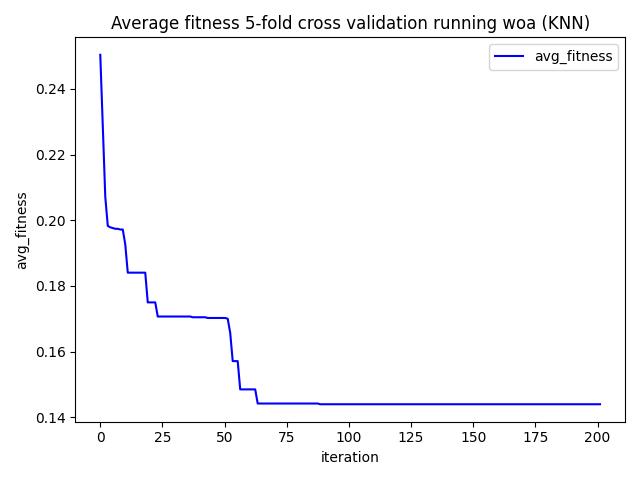 Average fitness 5-fold cross validation running woa (KNN)
avg_fitness
avg_fitness
0.24
0.22
0.20
0.18
0.16
0.14
0 25 50 75 100 125 150 175 200
iteration